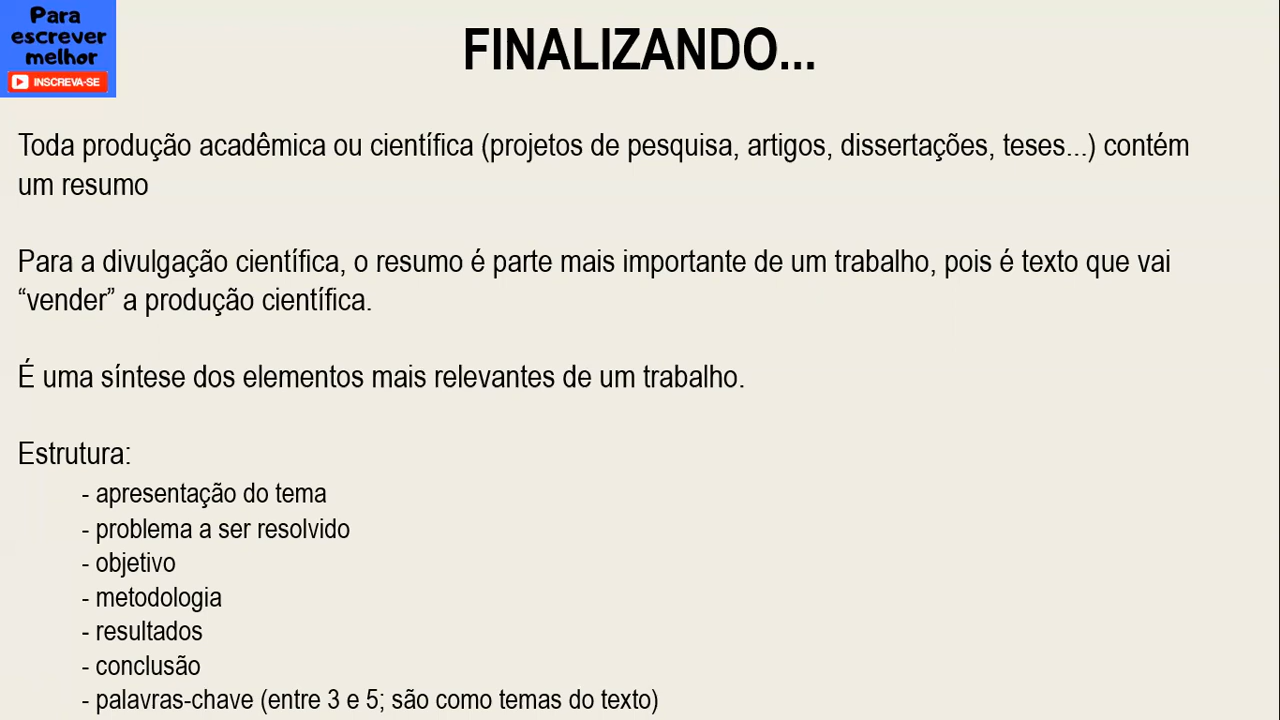 Para
escrever
melhor
INSCREVA-SE
FINALIZANDO...
Toda produção acadêmica ou científica (projetos de pesquisa, artigos, dissertações, teses...) contém
um resumo
Para a divulgação científica, o resumo é parte mais importante de um trabalho, pois é texto que vai
“vender” a produção científica.
É uma síntese dos elementos mais relevantes de um trabalho.
Estrutura:
- apresentação do tema
- problema a ser resolvido
- objetivo
- metodologia
- resultados
- conclusão
- palavras-chave (entre 3 e 5; são como temas do texto)